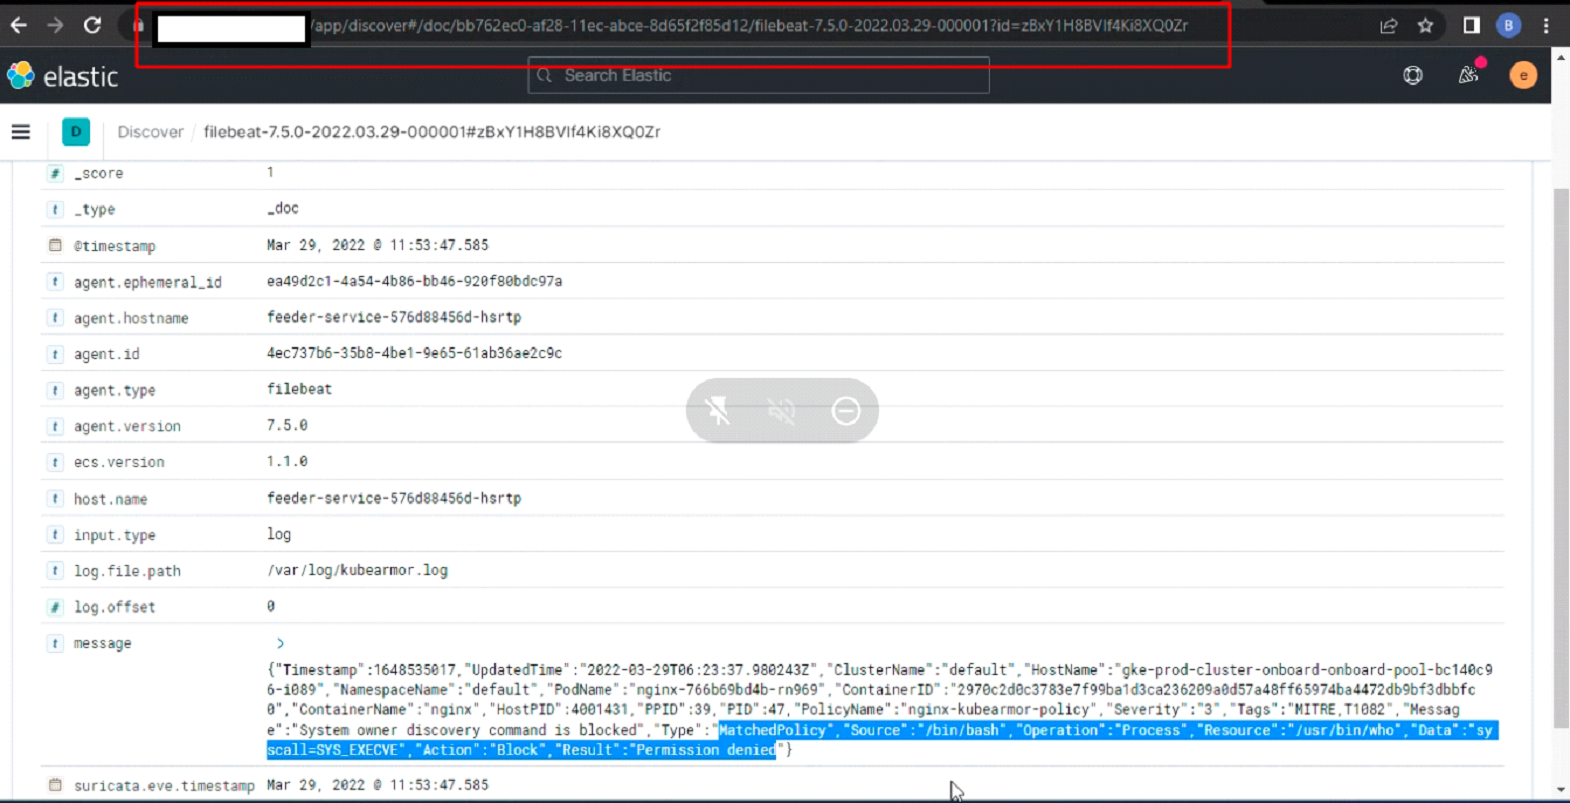 /app/discover#/doc/bb762ec0-af28-11ec-abce-8d65f2f85d12/filebeat-7.5.0-2022.03.29-000001?id=zBxY1H8BVIf4Ki8XQ0Zr
B
elastic
Search Elastic
e
D
Discover / filebeat-7.5.0-2022.03.29-000001#zBxY1H8BVIf4Ki8XQ0Zr
# _score 1
t _type _doc
@timestamp Mar 29, 2022 @ 11:53:47.585
t agent.ephemeral_id ea49d2c1-4a54-4b86-bb46-920f80bdc97a
t agent.hostname feeder-service-576d88456d-hsrtp
t agent.id 4ec737b6-35b8-4be1-9e65-61ab36ae2c9c
t agent.type filebeat
t agent.version 7.5.0
t ecs.version 1.1.0
t host.name feeder-service-576d88456d-hsrtp
t input.type log
t log.file.path /var/log/kubearmor.log
# log.offset 0
t message >
{"Timestamp":1648535017,"UpdatedTime":"2022-03-29T06:23:37.980243Z","ClusterName":"default","HostName":"gke-prod-cluster-onboard-onboard-pool-bc140c9
6-i089","NamespaceName":"default","PodName":"nginx-766b69bd4b-rn969","ContainerID":"2970c2d0c3783e7f99ba1d3ca236209a0d57a48ff65974ba4472db9bf3dbbfc
0","ContainerName":"nginx","HostPID":4001431,"PPID":39,"PID":47,"PolicyName":"nginx-kubearmor-policy","Severity":"3","Tags":"MITRE,T1082","Messag
e":"System owner discovery command is blocked","Type":"MatchedPolicy","Source":"/bin/bash","Operation":"Process","Resource":"/usr/bin/who","Data":"sy
scall=SYS_EXECVE","Action":"Block","Result":"Permission denied"}
suricata.eve.timestamp Mar 29, 2022 @ 11:53:47.585